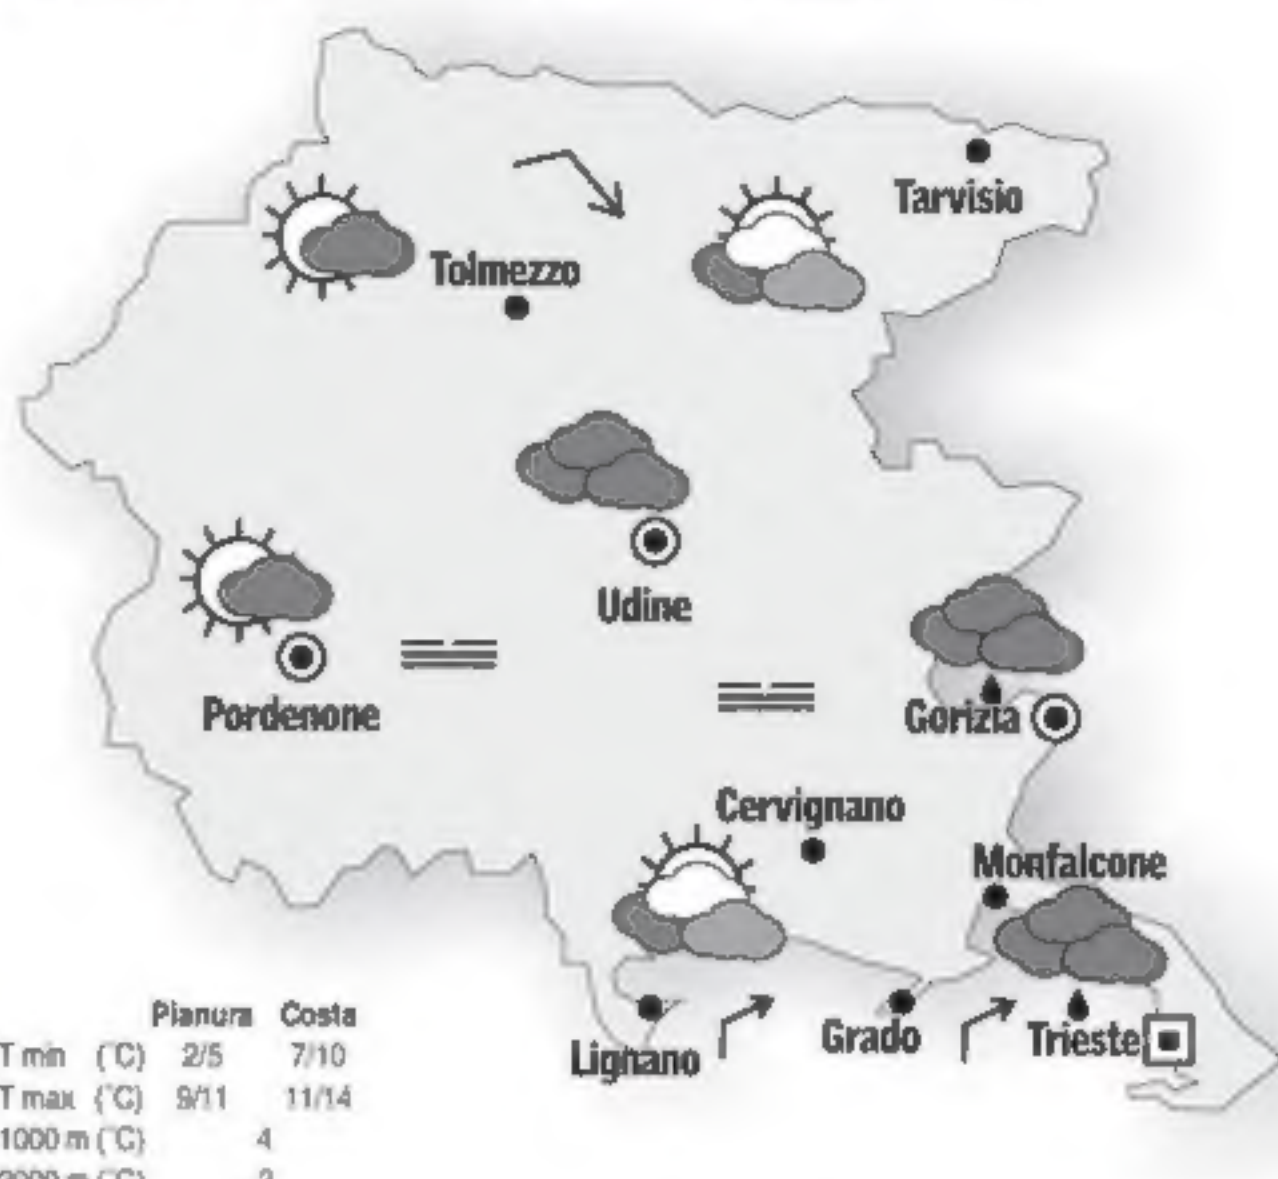 Tarvisio
Tolmezzo
Udine
Pordenone
Gorizia
Cervignano
Monfalcone
Lignano
Grado
Trieste
Pianura Costa
T min (°C) 2/5 7/10
T max (°C) 9/11 11/14
1000 m (°C) 4